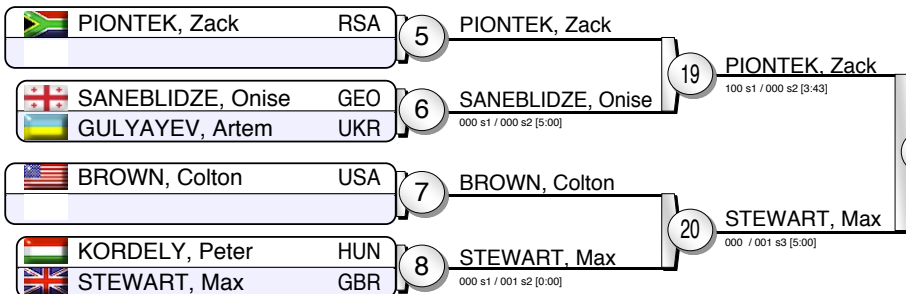 PIONTEK, Zack RSA
5
PIONTEK, Zack
SANEBLIDZE, Onise GEO
GULYAYEV, Artem UKR
6
SANEBLIDZE, Onise
000 s1 / 000 s2 [5:00]
19
PIONTEK, Zack
100 s1 / 000 s2 [3:43]
BROWN, Colton USA
7
BROWN, Colton
KORDELY, Peter HUN
STEWART, Max GBR
8
STEWART, Max
000 s1 / 001 s2 [0:00]
20
STEWART, Max
000 / 001 s3 [5:00]